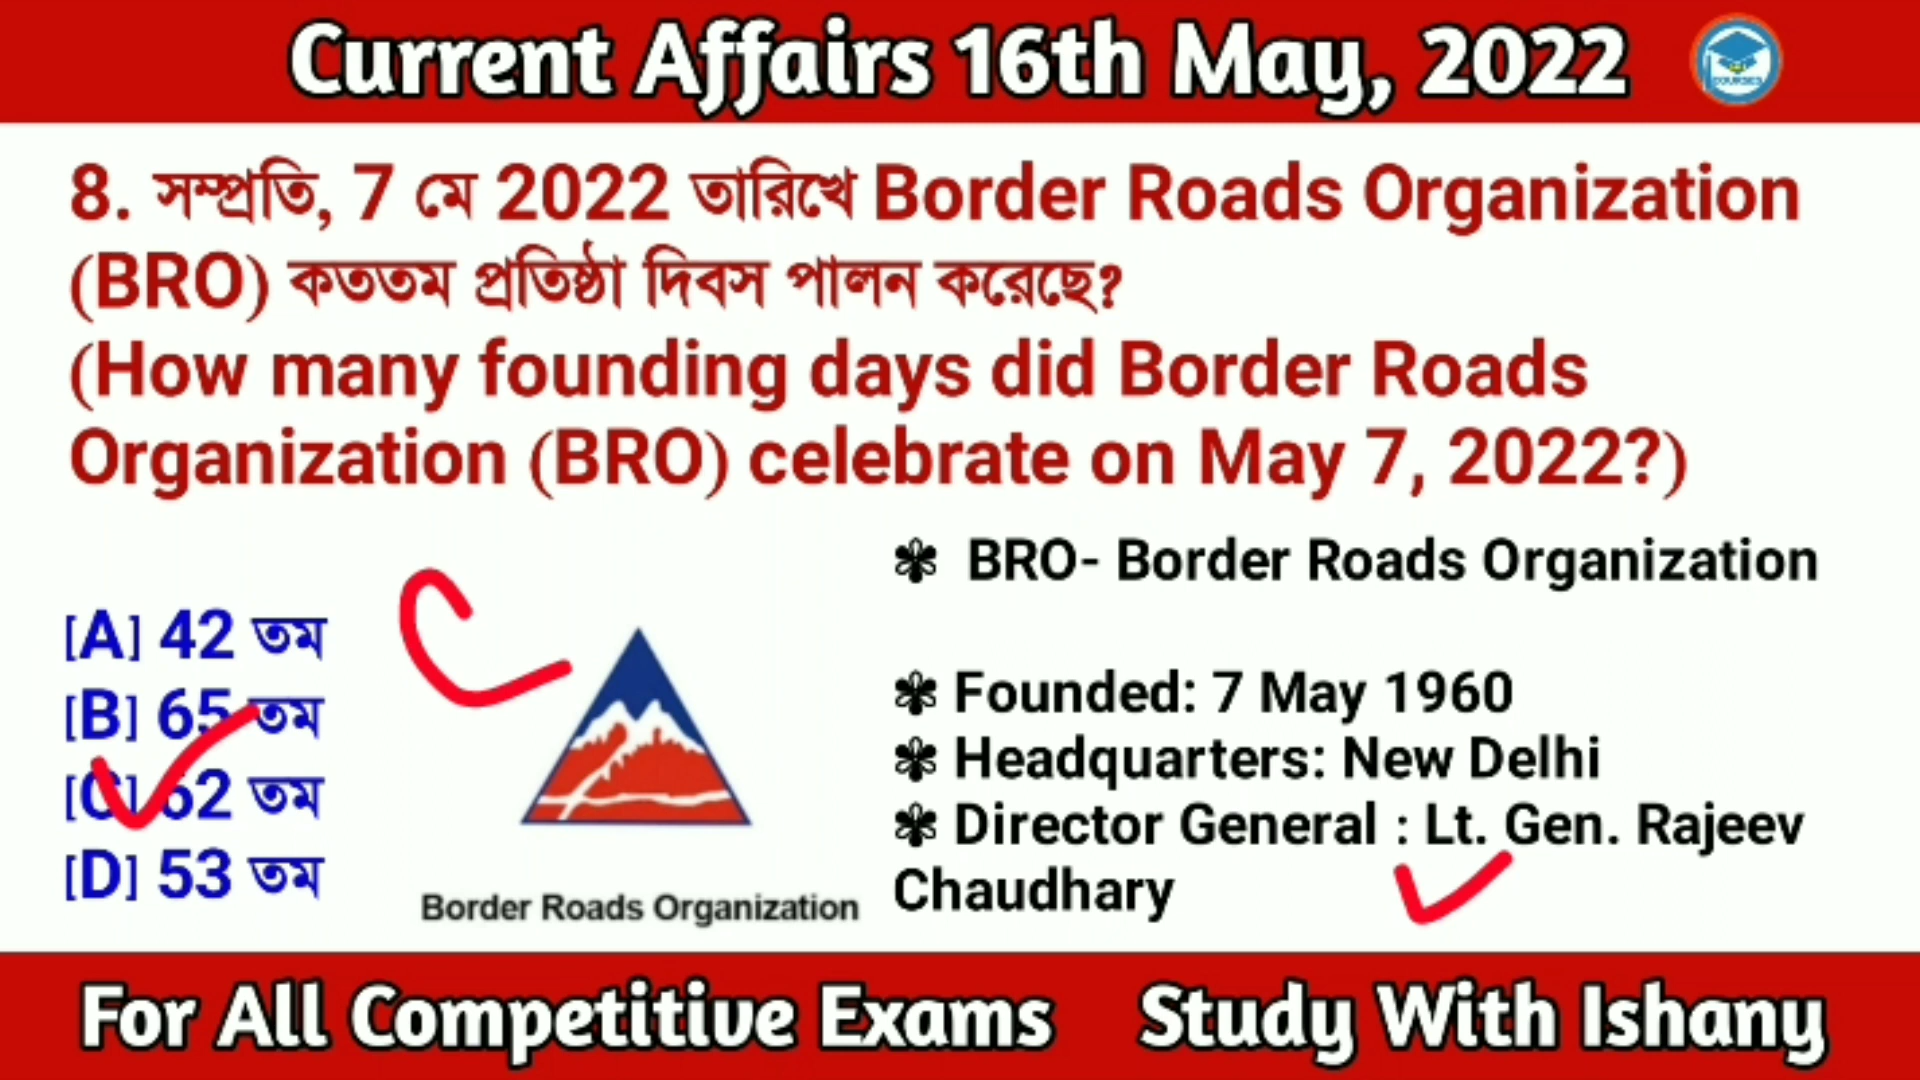 Current Affairs 16th May, 2022
COURSES
8. সম্প্রতি, 7 মে 2022 তারিখে Border Roads Organization
(BRO) কততম প্রতিষ্ঠা দিবস পালন করেছে?
(How many founding days did Border Roads
Organization (BRO) celebrate on May 7, 2022?)
[A] 42 তম
[B] 65 তম
[C] 62 তম
[D] 53 তম
Border Roads Organization
✾ BRO- Border Roads Organization
✾ Founded: 7 May 1960
✾ Headquarters: New Delhi
✾ Director General : Lt. Gen. Rajeev
Chaudhary
For All Competitive Exams Study With Ishany